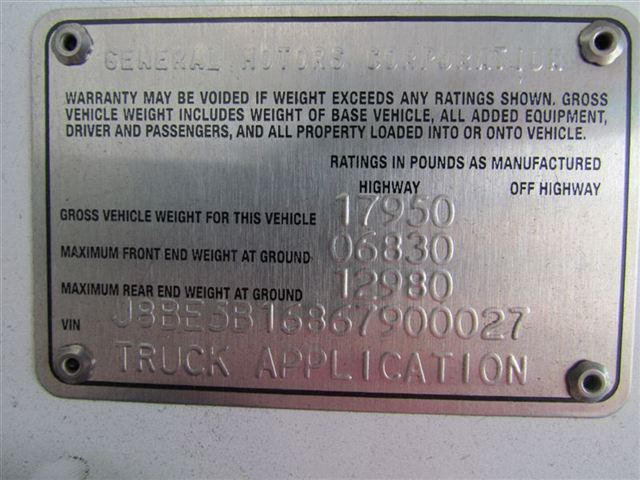 GENERAL MOTORS CORPORATION
WARRANTY MAY BE VOIDED IF WEIGHT EXCEEDS ANY RATINGS SHOWN. GROSS
VEHICLE WEIGHT INCLUDES WEIGHT OF BASE VEHICLE, ALL ADDED EQUIPMENT,
DRIVER AND PASSENGERS, AND ALL PROPERTY LOADED INTO OR ONTO VEHICLE.
RATINGS IN POUNDS AS MANUFACTURED
HIGHWAY OFF HIGHWAY
GROSS VEHICLE WEIGHT FOR THIS VEHICLE 17950
MAXIMUM FRONT END WEIGHT AT GROUND 06830
MAXIMUM REAR END WEIGHT AT GROUND 12980
VIN J8BE5B16867900027
TRUCK APPLICATION